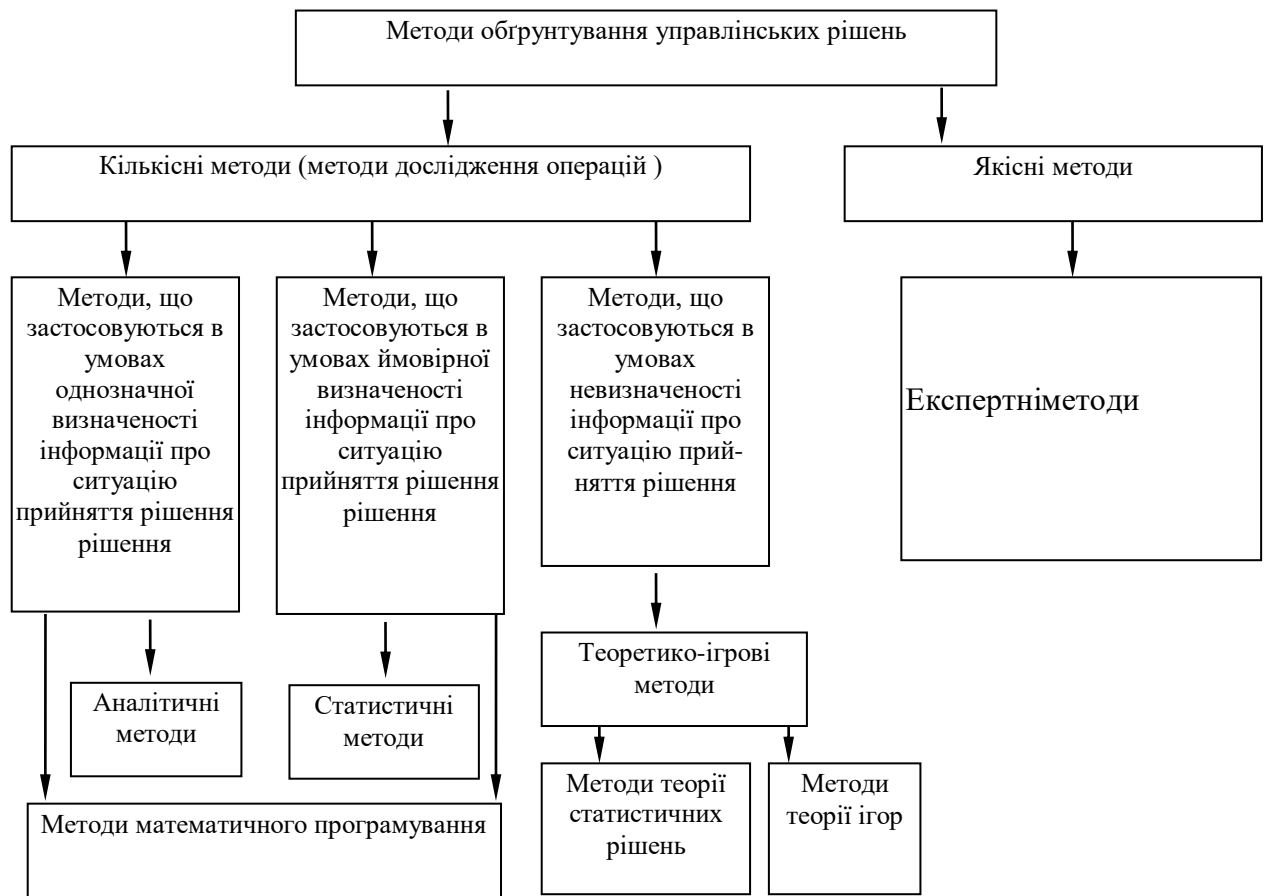 Методи обґрунтування управлінських рішень
Кількісні методи (методи дослідження операцій )
Якісні методи
Методи, що
застосовуються в
умовах
однозначної
визначеності
інформації про
ситуацію
прийняття рішення
рішення
Методи, що
застосовуються в
умовах ймовірної
визначеності
інформації про
ситуацію
прийняття рішення
рішення
Методи, що
застосовуються в
умовах
невизначеності
інформації про
ситуацію прий-
няття рішення
Експертніметоди
Аналітичні
методи
Статистичні
методи
Теоретико-ігрові
методи
Методи математичного програмування
Методи теорії
статистичних
рішень
Методи
теорії ігор